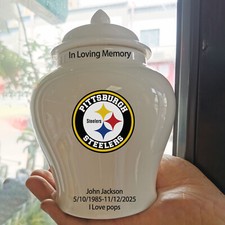 In Loving Memory
PITTSBURGH
Steelers
STEELERS
John Jackson
5/10/1985-11/12/2025
I Love pops